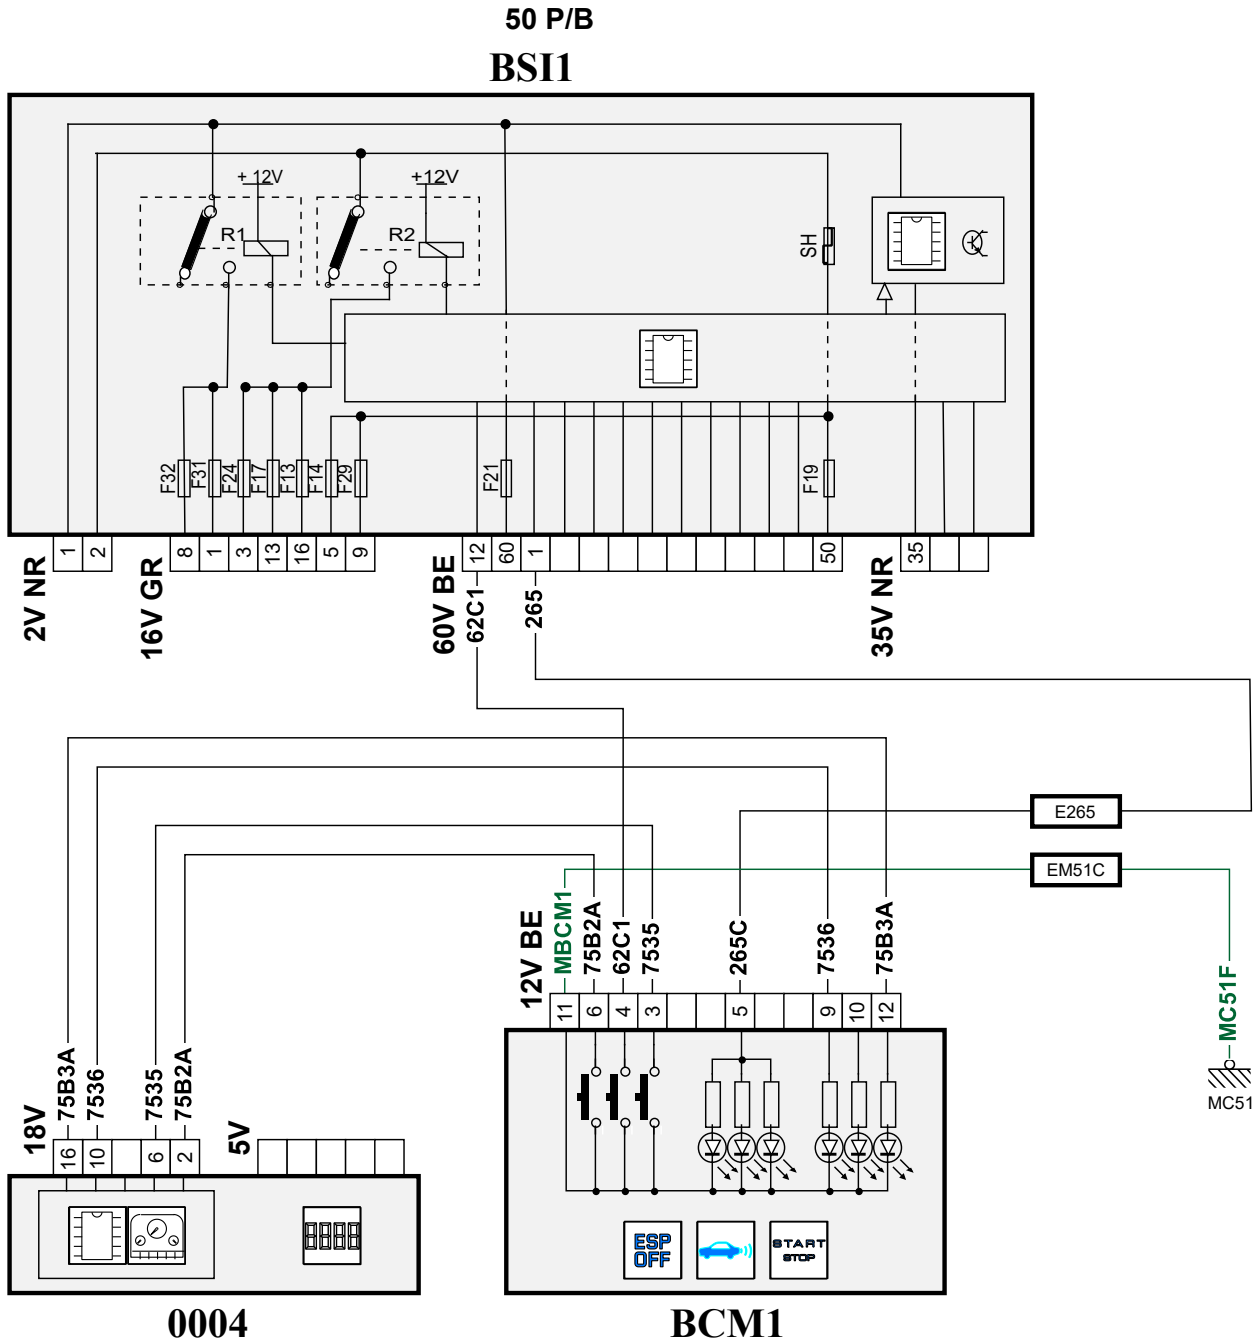 50 P/B
BSI1
+ 12V
+12V
R1
R2
SH
F32
F31
F24
F17
F13
F14
F29
F21
F19
1
2
8
1
3
13
16
5
9
12
60
1
50
35
2V NR
16V GR
60V BE
62C1
265
35V NR
E265
EM51C
12V BE
MBCM1
75B2A
62C1
7535
265C
7536
75B3A
MC51F
MC51
11
6
4
3
5
9
10
12
18V
75B3A
7536
7535
75B2A
5V
16
10
6
2
ESP
OFF
START
STOP
0004
BCM1